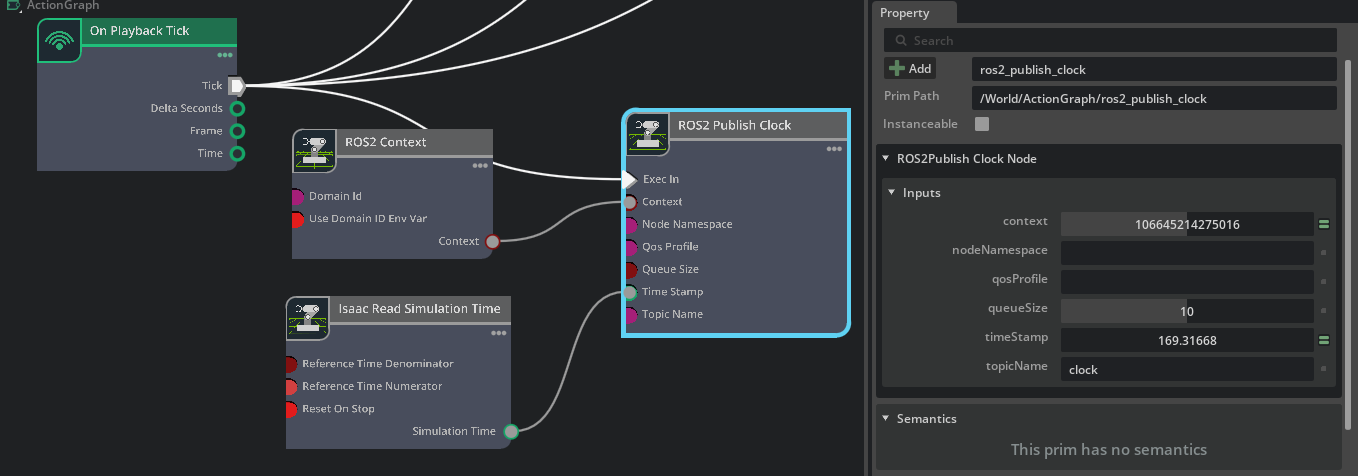 ActionGraph
On Playback Tick
Tick
Delta Seconds
Frame
Time
ROS2 Context
Domain Id
Use Domain ID Env Var
Context
Isaac Read Simulation Time
Reference Time Denominator
Reference Time Numerator
Reset On Stop
Simulation Time
ROS2 Publish Clock
Exec In
Context
Node Namespace
Qos Profile
Queue Size
Time Stamp
Topic Name
Property
Search
Add ros2_publish_clock
Prim Path /World/ActionGraph/ros2_publish_clock
Instanceable
ROS2Publish Clock Node
Inputs
context 106645214275016
nodeNamespace
qosProfile
queueSize 10
timeStamp 169.31668
topicName clock
Semantics
This prim has no semantics